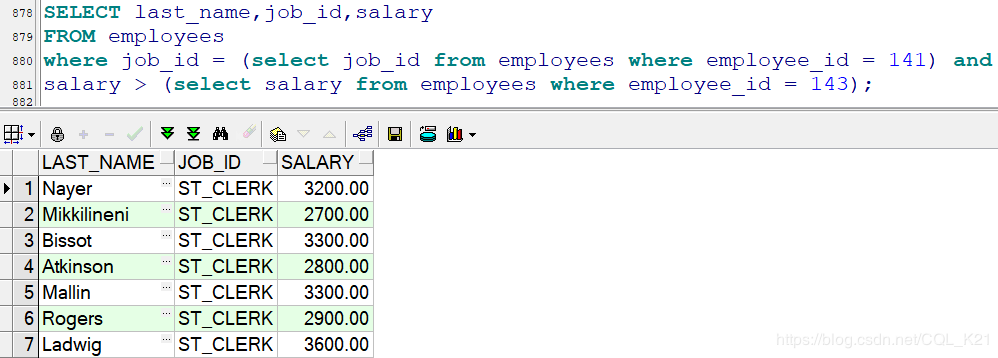 878 SELECT last_name,job_id,salary
879 FROM employees
880 where job_id = (select job_id from employees where employee_id = 141) and
881 salary > (select salary from employees where employee_id = 143);
882
LAST_NAME JOB_ID SALARY
1 Nayer ... ST_CLERK 3200.00
2 Mikkilineni ... ST_CLERK 2700.00
3 Bissot ... ST_CLERK 3300.00
4 Atkinson ... ST_CLERK 2800.00
5 Mallin ... ST_CLERK 3300.00
6 Rogers ... ST_CLERK 2900.00
7 Ladwig ... ST_CLERK 3600.00
https://blog.csdn.net/COL_K21